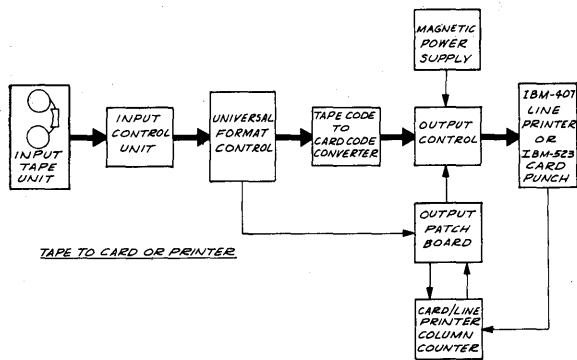 MAGNETIC
POWER
SUPPLY
INPUT
TAPE
UNIT
INPUT
CONTROL
UNIT
UNIVERSAL
FORMAT
CONTROL
TAPE CODE
TO
CARD CODE
CONVERTER
OUTPUT
CONTROL
IBM-407
LINE
PRINTER
OR
IBM-523
CARD
PUNCH
OUTPUT
PATCH
BOARD
TAPE TO CARD OR PRINTER
CARD/LINE
PRINTER
COLUMN
COUNTER